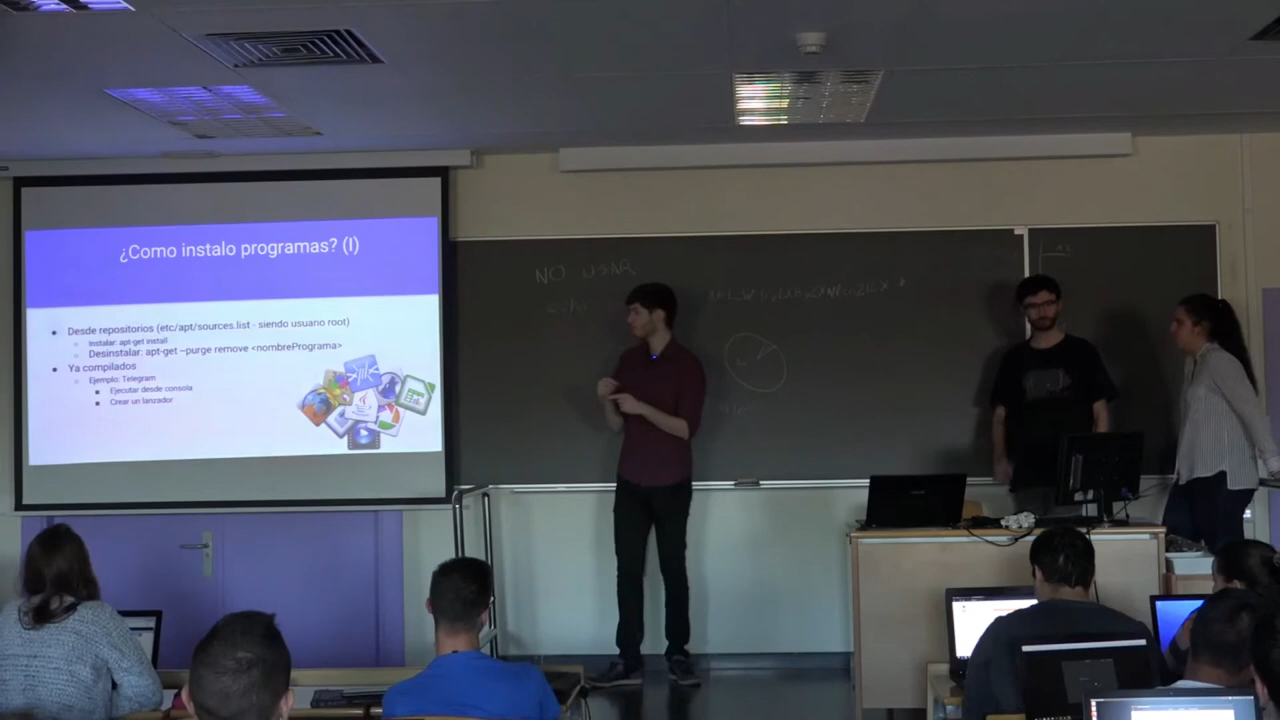 ¿Como instalo programas? (I)
Desde repositorios (etc/apt/sources.list - siendo usuario root)
Instalar: apt-get install
Desinstalar: apt-get --purge remove <nombrePrograma>
Ya compilados
Ejemplo: Telegram
Ejecutar desde consola
Crear un lanzador
NO USAR